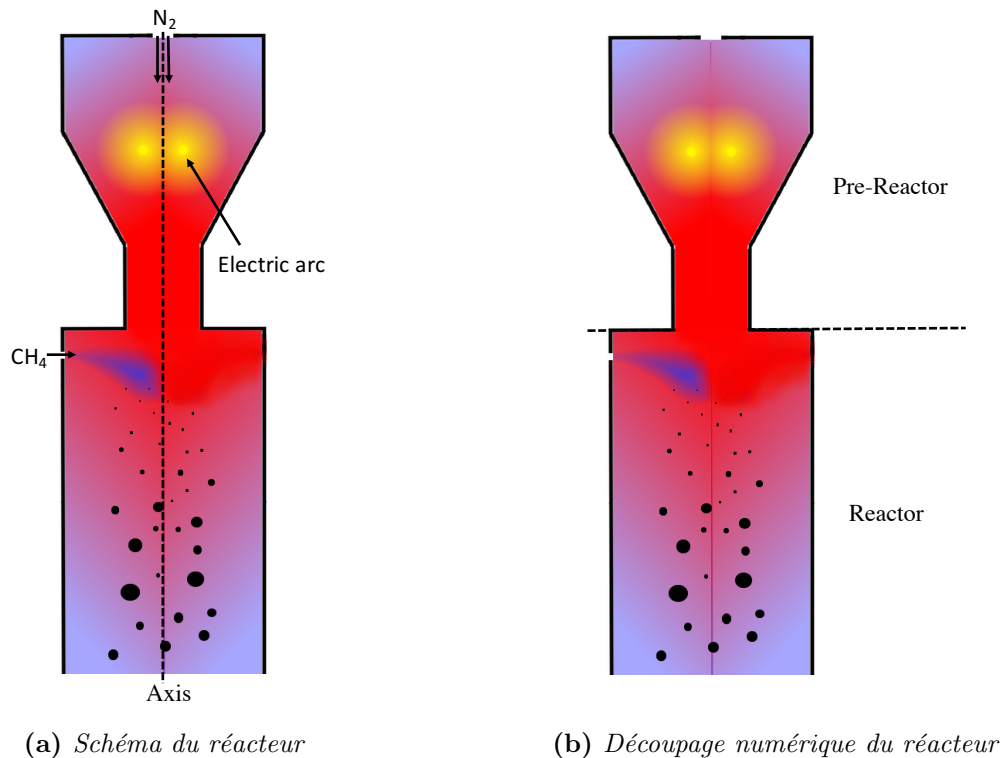 N₂
Electric arc
CH₄
Axis
Pre-Reactor
Reactor
(a) Schéma du réacteur
(b) Découpage numérique du réacteur